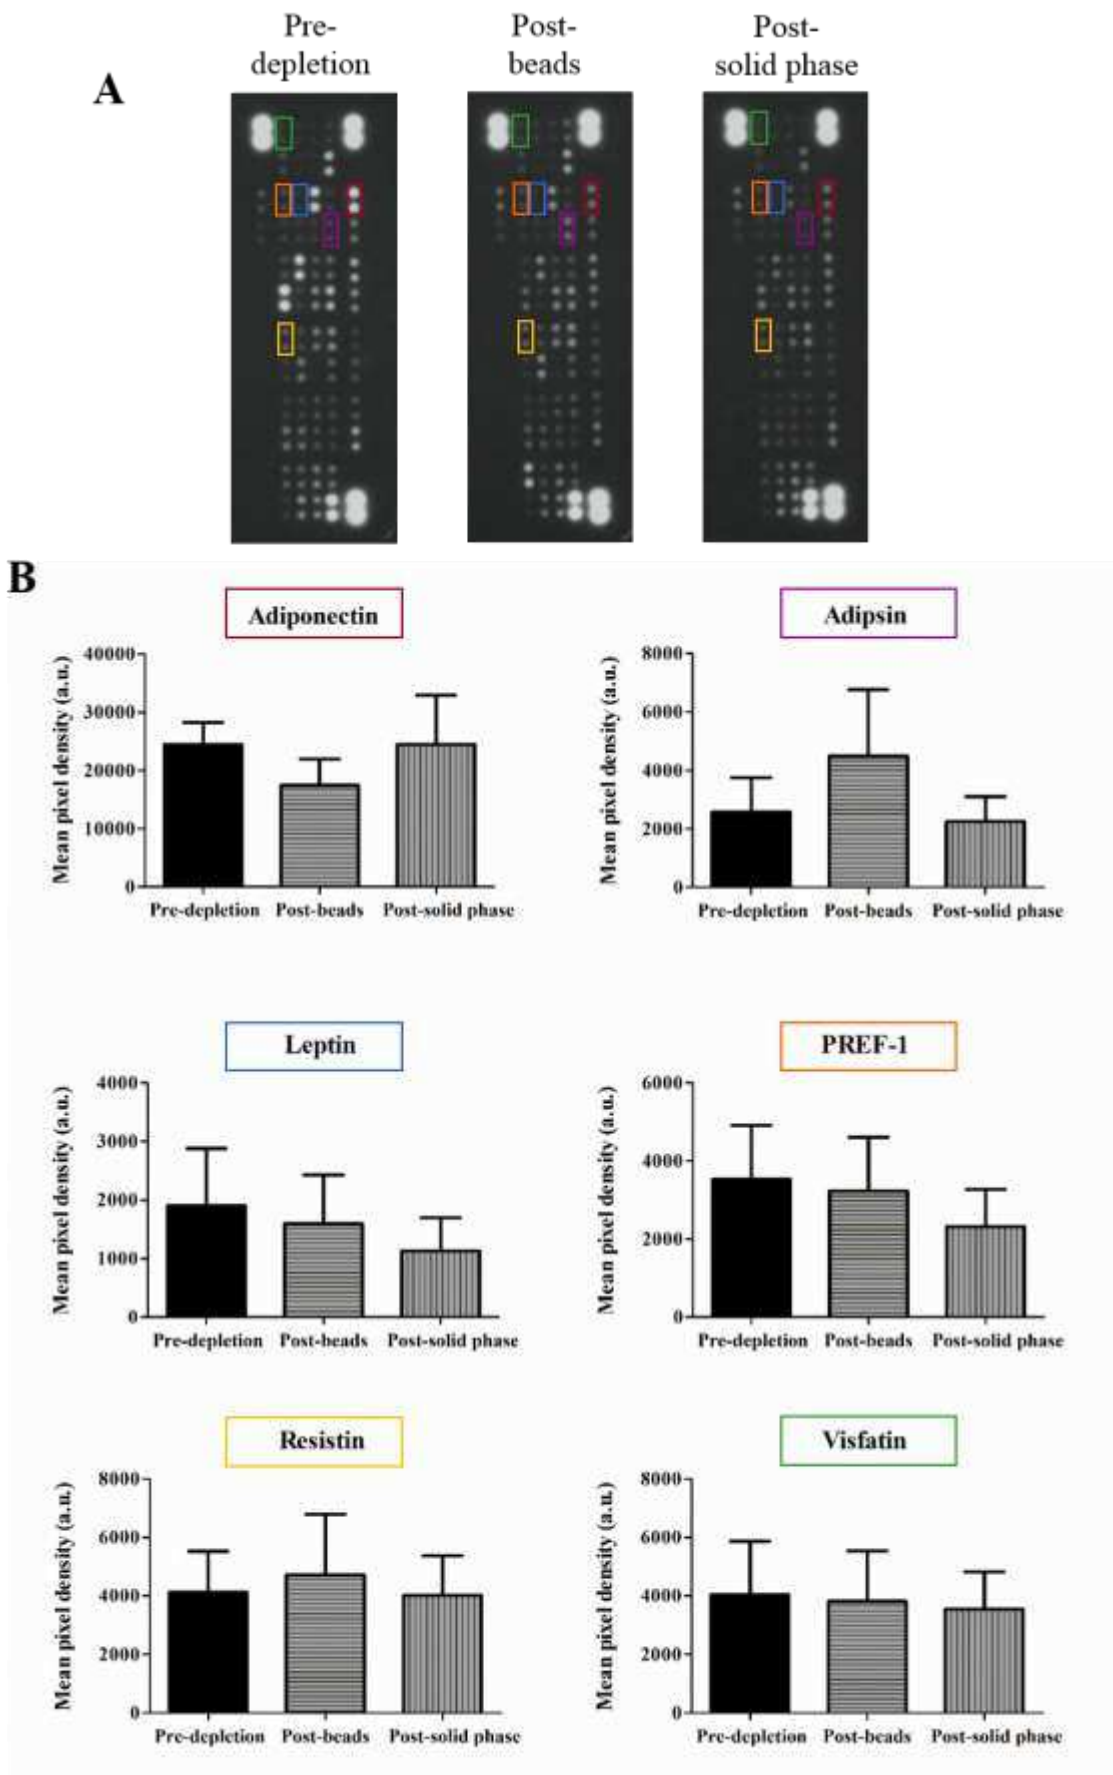 Pre-
depletion
Post-
beads
Post-
solid phase
A
B
Adiponectin
Mean pixel density (a.u.)
40000
30000
20000
10000
0
Pre-depletion Post-beads Post-solid phase
Adipsin
Mean pixel density (a.u.)
8000
6000
4000
2000
0
Pre-depletion Post-beads Post-solid phase
Leptin
Mean pixel density (a.u.)
4000
3000
2000
1000
0
Pre-depletion Post-beads Post-solid phase
PREF-1
Mean pixel density (a.u.)
6000
4000
2000
0
Pre-depletion Post-beads Post-solid phase
Resistin
Mean pixel density (a.u.)
8000
6000
4000
2000
0
Pre-depletion Post-beads Post-solid phase
Visfatin
Mean pixel density (a.u.)
8000
6000
4000
2000
0
Pre-depletion Post-beads Post-solid phase